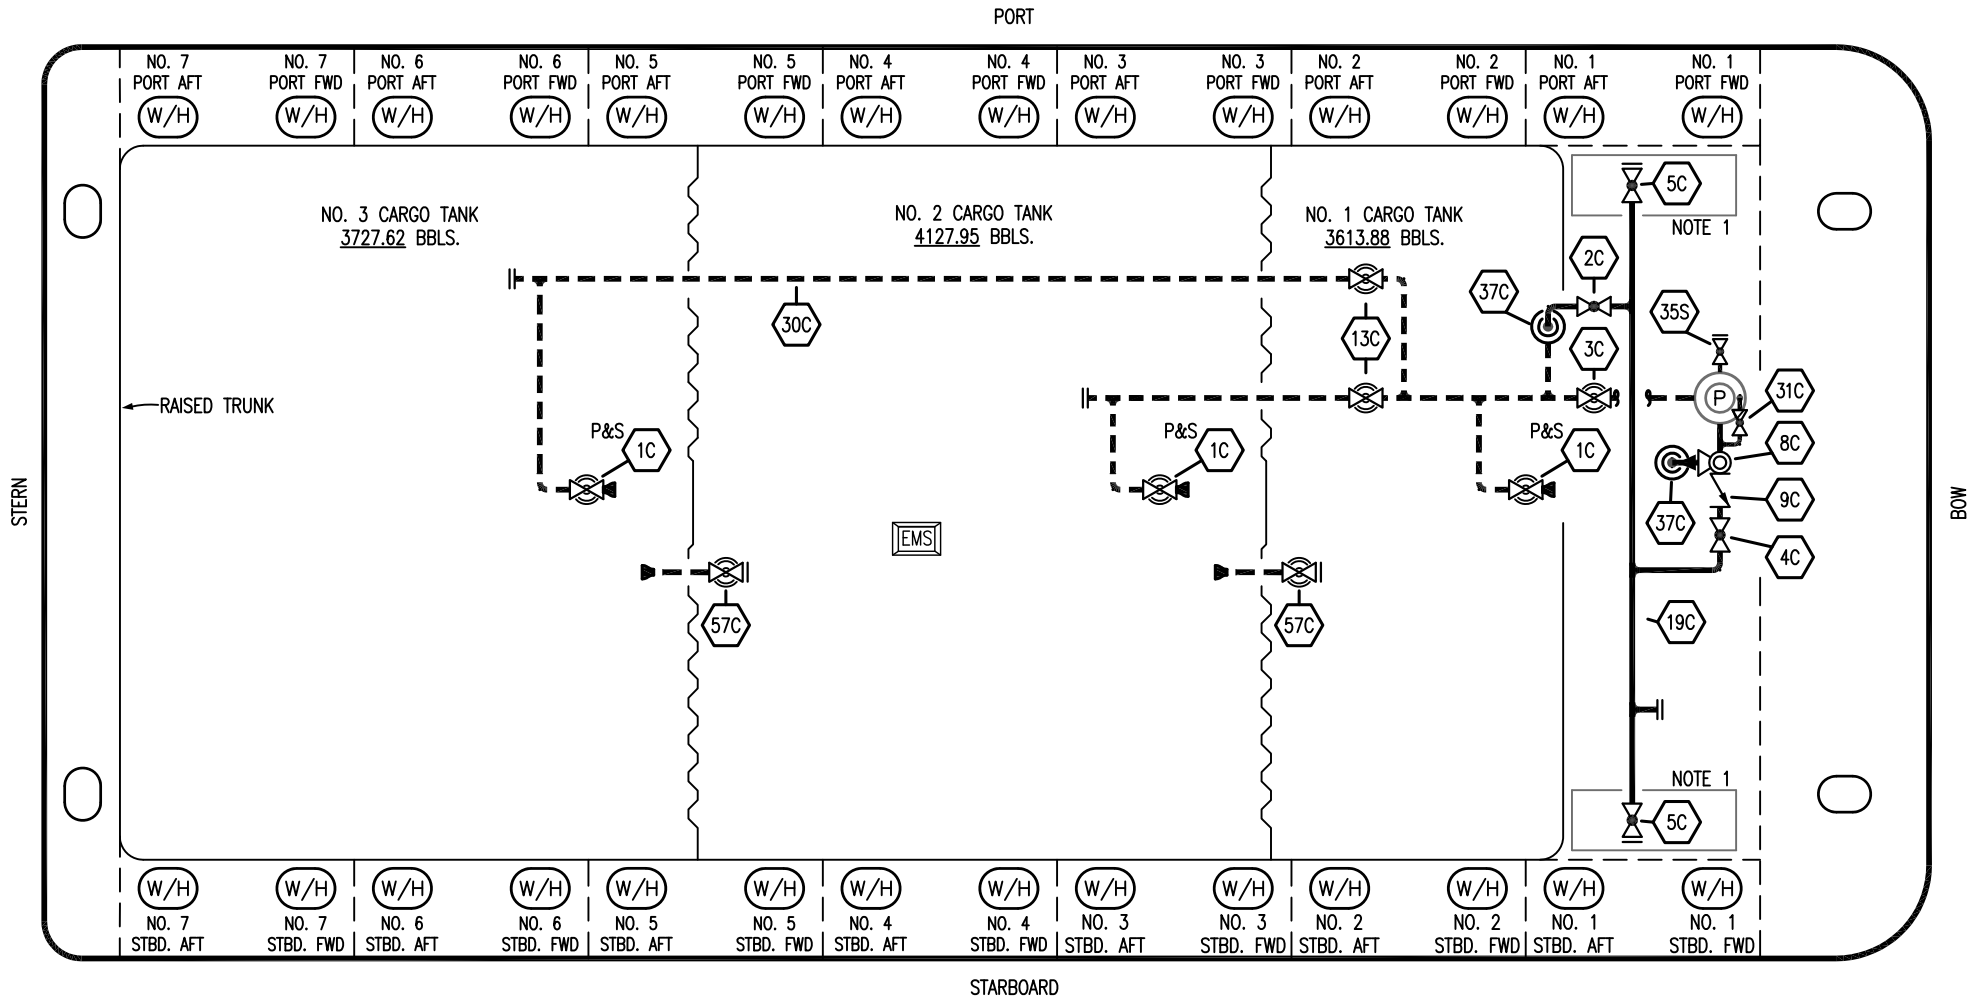 PORT
NO. 7
PORT AFT
NO. 7
PORT FWD
NO. 6
PORT AFT
NO. 6
PORT FWD
NO. 5
PORT AFT
NO. 5
PORT FWD
NO. 4
PORT AFT
NO. 4
PORT FWD
NO. 3
PORT AFT
NO. 3
PORT FWD
NO. 2
PORT AFT
NO. 2
PORT FWD
NO. 1
PORT AFT
NO. 1
PORT FWD
W/H
W/H
W/H
W/H
W/H
W/H
W/H
W/H
W/H
W/H
W/H
W/H
W/H
W/H
NO. 3 CARGO TANK
3727.62 BBLS.
NO. 2 CARGO TANK
4127.95 BBLS.
NO. 1 CARGO TANK
3613.88 BBLS.
5C
NOTE 1
2C
37C
35S
30C
13C
3C
31C
P
RAISED TRUNK
P&S
1C
P&S
1C
P&S
1C
8C
9C
37C
4C
STERN
BOW
EMS
57C
57C
19C
NOTE 1
5C
W/H
W/H
W/H
W/H
W/H
W/H
W/H
W/H
W/H
W/H
W/H
W/H
W/H
W/H
NO. 7
STBD. AFT
NO. 7
STBD. FWD
NO. 6
STBD. AFT
NO. 6
STBD. FWD
NO. 5
STBD. AFT
NO. 5
STBD. FWD
NO. 4
STBD. AFT
NO. 4
STBD. FWD
NO. 3
STBD. AFT
NO. 3
STBD. FWD
NO. 2
STBD. AFT
NO. 2
STBD. FWD
NO. 1
STBD. AFT
NO. 1
STBD. FWD
STARBOARD